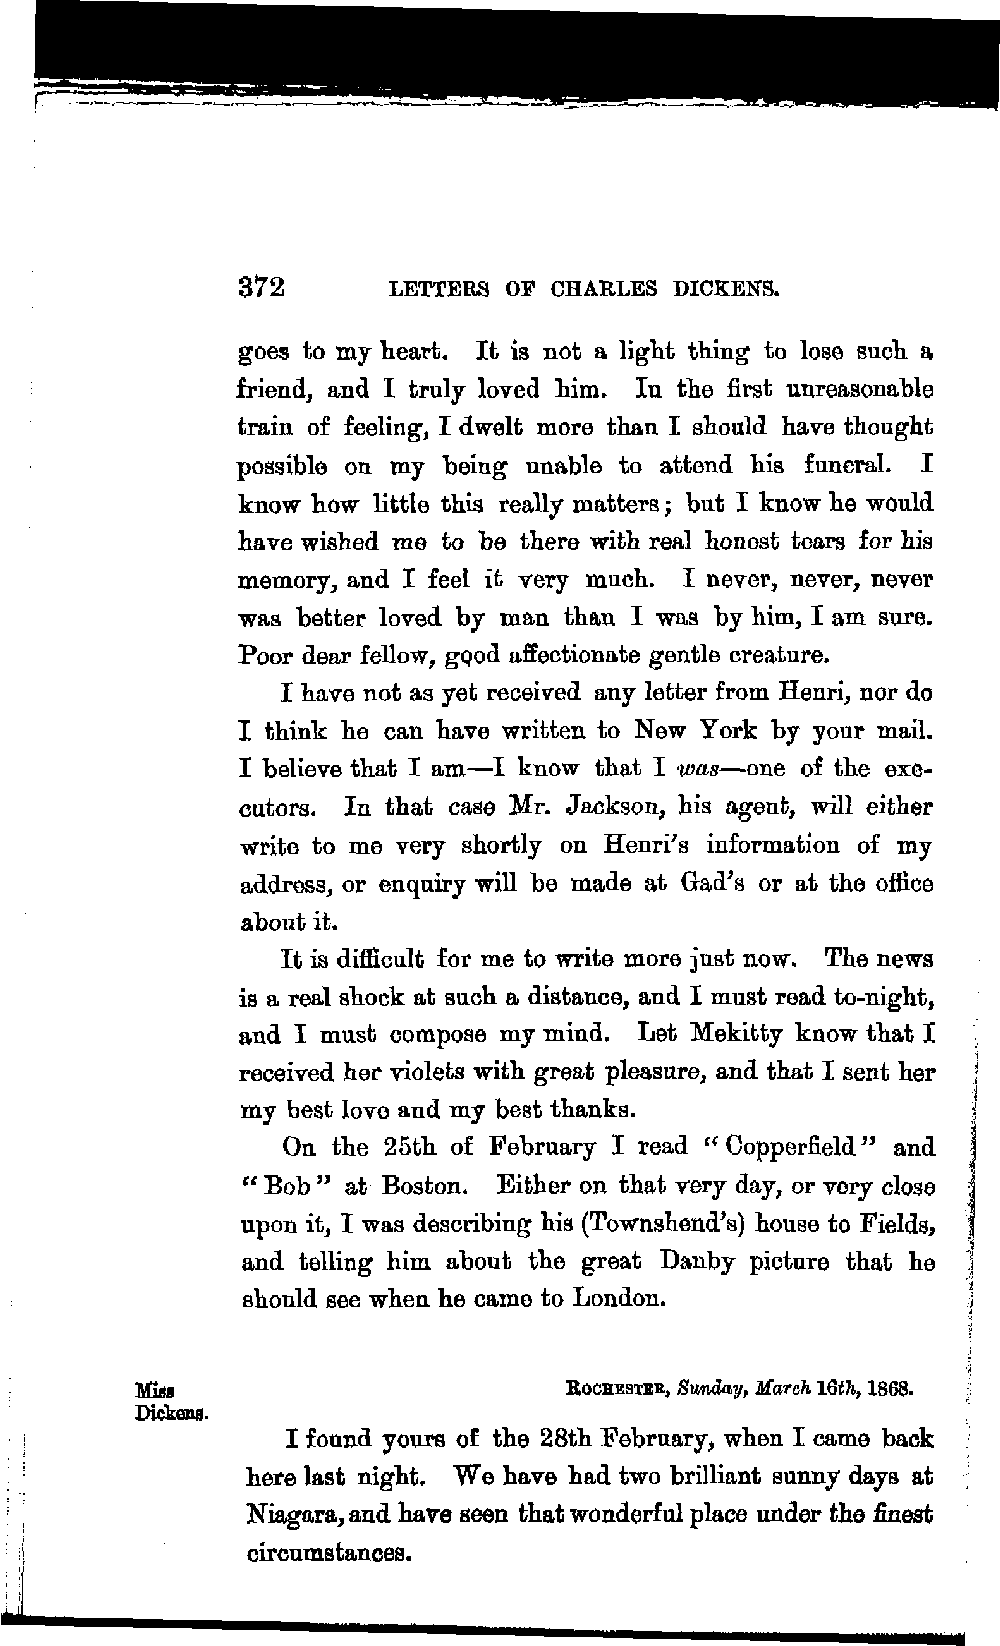 372 LETTERS OF CHARLES DICKENS.
goes to my heart. It is not a light thing to lose such a
friend, and I truly loved him. In the first unreasonable
train of feeling, I dwelt more than I should have thought
possible on my being unable to attend his funeral. I
know how little this really matters; but I know he would
have wished me to be there with real honest tears for his
memory, and I feel it very much. I never, never, never
was better loved by man than I was by him, I am sure.
Poor dear fellow, good affectionate gentle creature.
I have not as yet received any letter from Henri, nor do
I think he can have written to New York by your mail.
I believe that I am—I know that I was—one of the exe-
cutors. In that case Mr. Jackson, his agent, will either
write to me very shortly on Henri's information of my
address, or enquiry will be made at Gad's or at the office
about it.
It is difficult for me to write more just now. The news
is a real shock at such a distance, and I must read to-night,
and I must compose my mind. Let Mekitty know that I
received her violets with great pleasure, and that I sent her
my best love and my best thanks.
On the 25th of February I read "Copperfield" and
"Bob" at Boston. Either on that very day, or very close
upon it, I was describing his (Townshend's) house to Fields,
and telling him about the great Danby picture that he
should see when he came to London.
Miss
Dickens.
ROCHESTER, Sunday, March 16th, 1868.
I found yours of the 28th February, when I came back
here last night. We have had two brilliant sunny days at
Niagara, and have seen that wonderful place under the finest
circumstances.